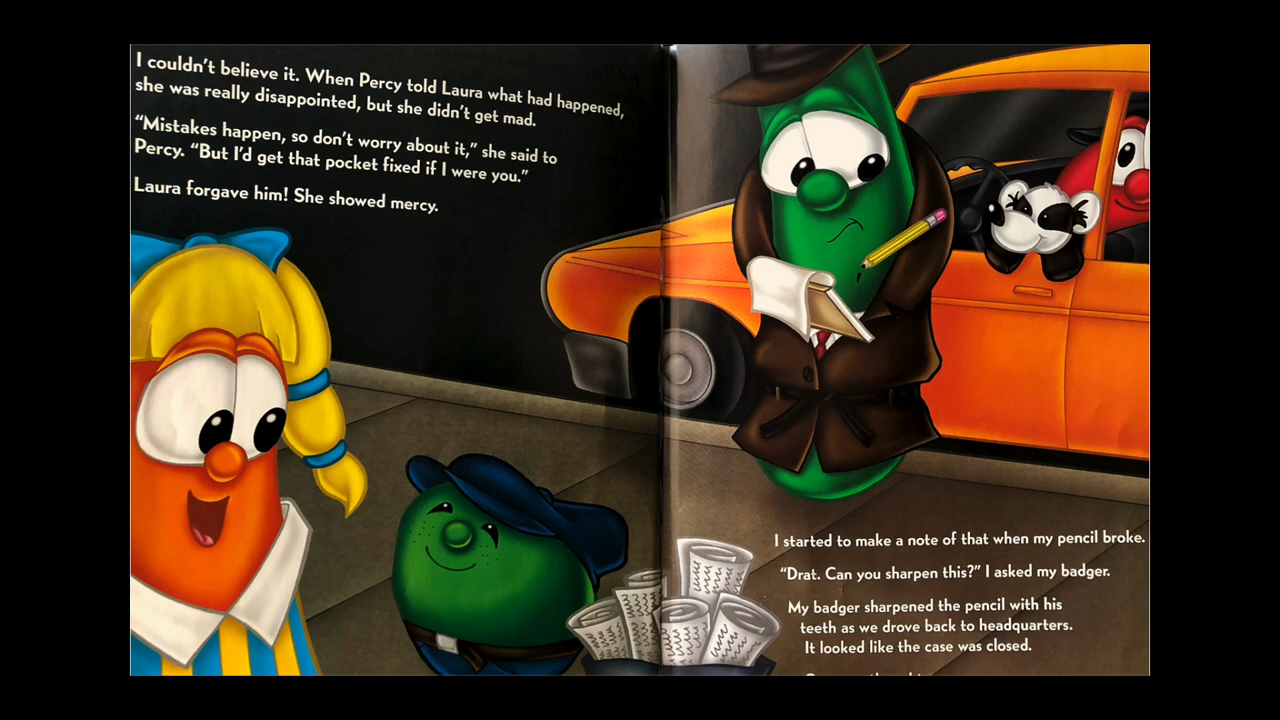 I couldn't believe it. When Percy told Laura what had happened,
she was really disappointed, but she didn't get mad.
"Mistakes happen, so don't worry about it," she said to
Percy. "But I'd get that pocket fixed if I were you."
Laura forgave him! She showed mercy.
I started to make a note of that when my pencil broke.
"Drat. Can you sharpen this?" I asked my badger.
My badger sharpened the pencil with his
teeth as we drove back to headquarters.
It looked like the case was closed.